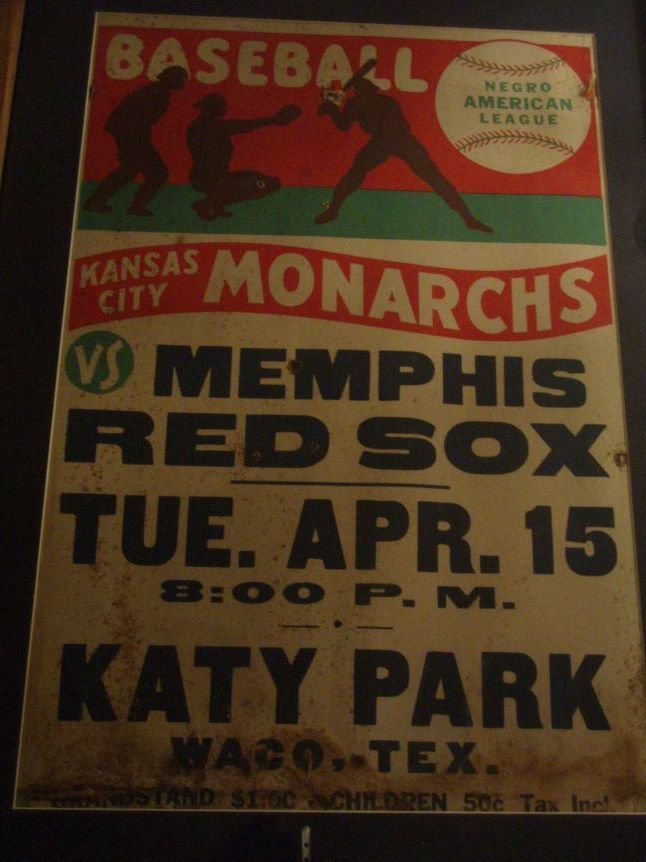 BASEBALL
NEGRO
AMERICAN
LEAGUE
KANSAS
CITY
MONARCHS
VS
MEMPHIS
RED SOX
TUE. APR. 15
8:00 P. M.
KATY PARK
WACO, TEX.
GRANDSTAND $1.00 CHILDREN 50c Tax Incl.